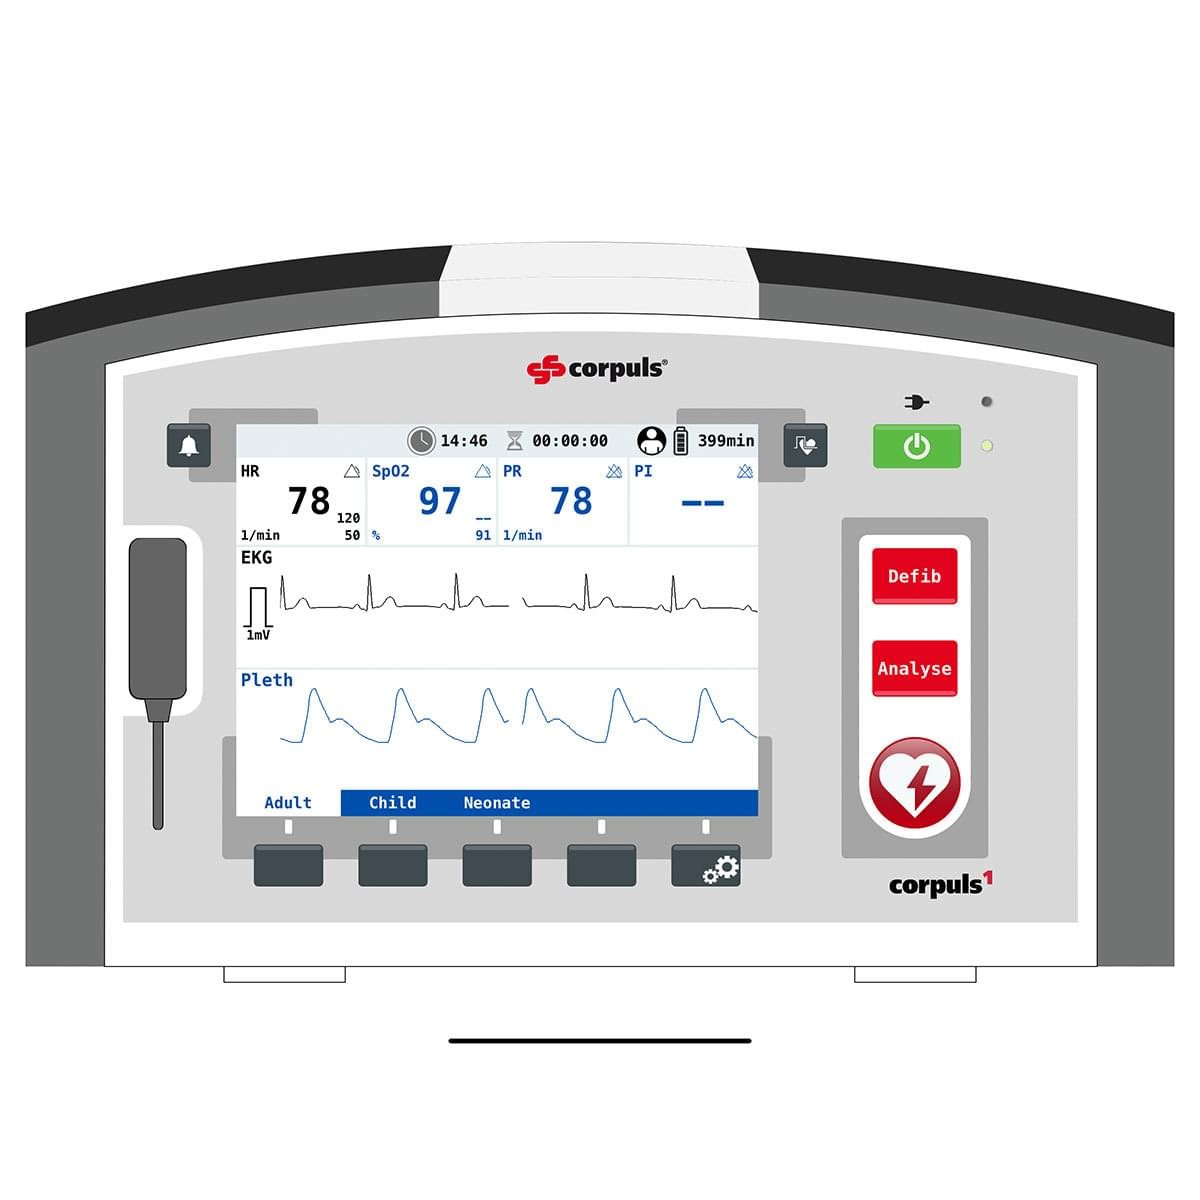 corpuls®
14:46 00:00:00 399min
HR SpO2 PR PI
78 97 78 --
120 --
1/min 50 % 91 1/min
EKG
1mV
Defib
Analyse
Pleth
Adult Child Neonate
corpuls1